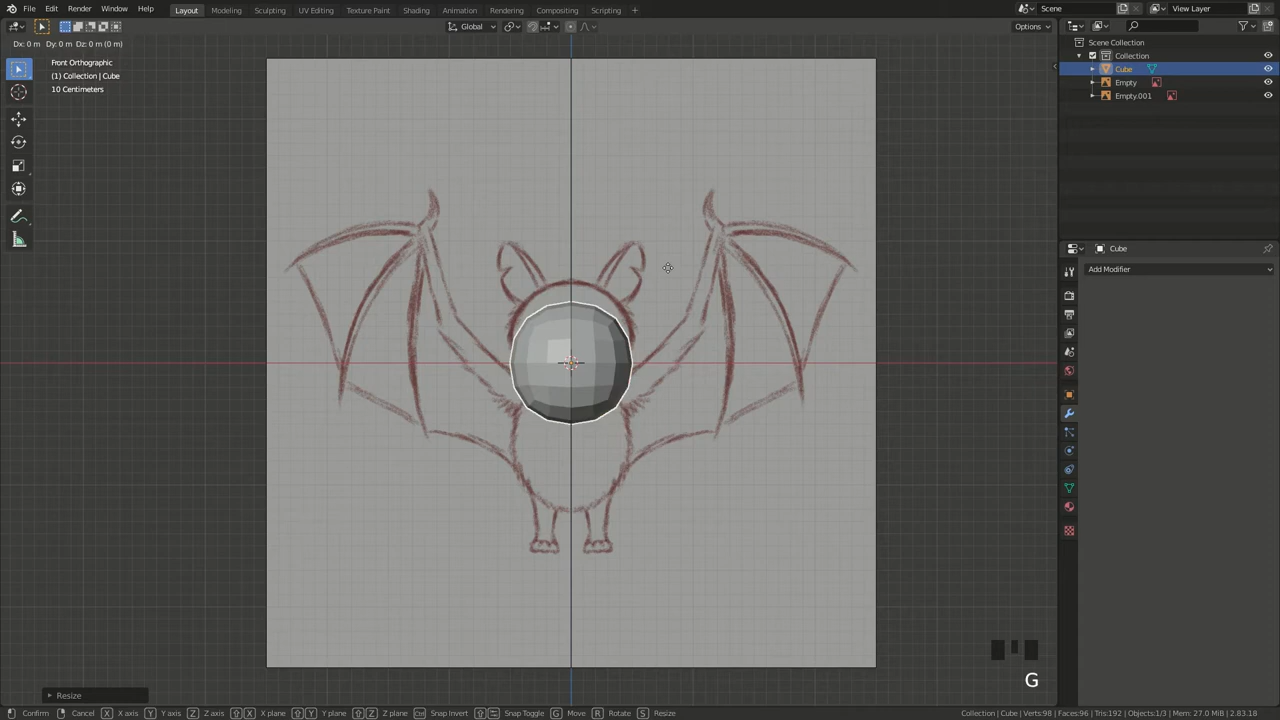 File Edit Render Window Help Layout Modeling Sculpting UV Editing Texture Paint Shading Animation Rendering Compositing Scripting + Scene View Layer
Global Options
Dx: 0 m Dy: 0 m Dz: 0 m (0 m)
Front Orthographic
(1) Collection | Cube
10 Centimeters
Scene Collection
Collection
Cube
Empty
Empty.001
Cube
Add Modifier
G
Resize
Confirm Cancel X X axis Y Y axis Z Z axis X X plane Y Y plane Z Z plane Ctrl Snap Invert Snap Toggle G Move R Rotate S Resize Collection | Cube | Verts:98 | Faces:96 | Tris:192 | Objects:1/3 | Mem: 27.0 MiB | 2.83.18